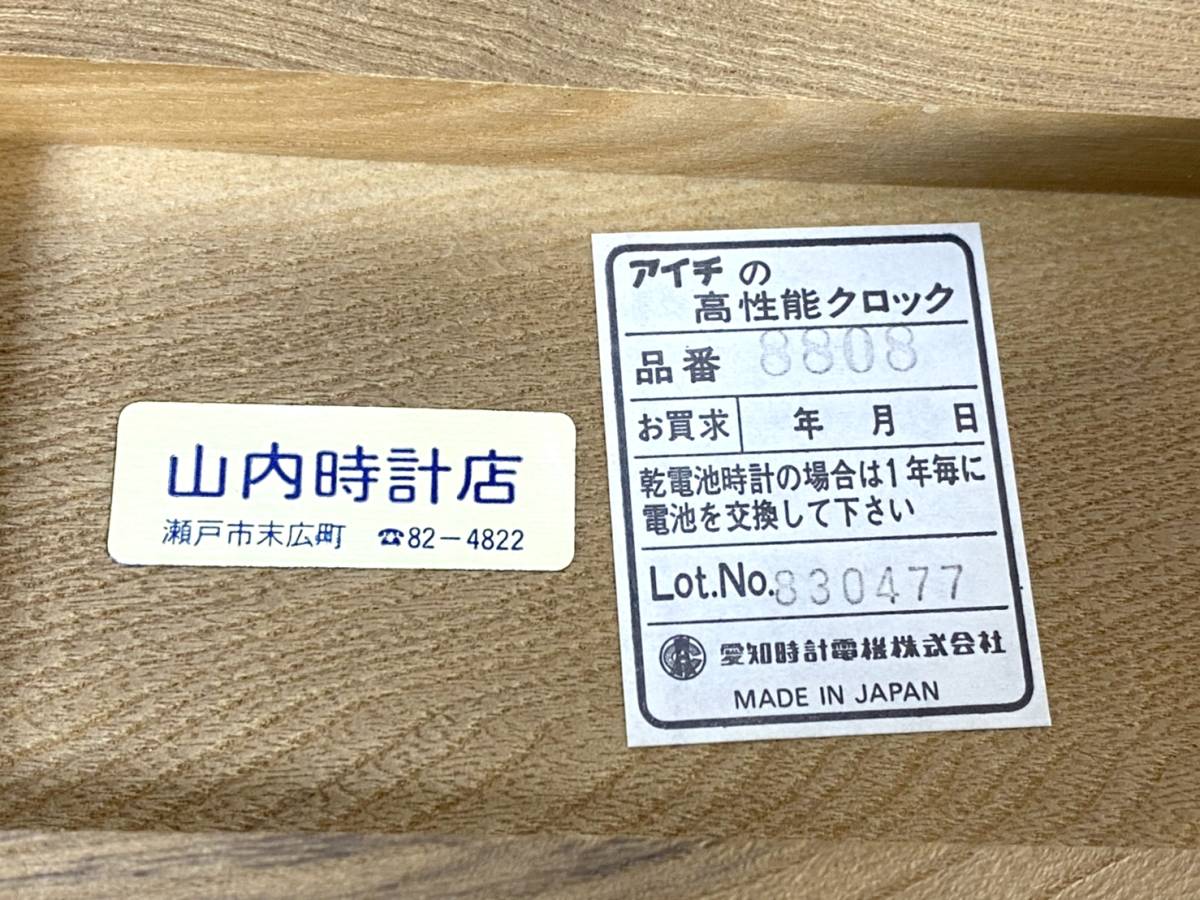 山内時計店
瀬戸市末広町 ☎82-4822
アイチの
高性能クロック
品番 8808
お買求 年 月 日
乾電池時計の場合は1年毎に
電池を交換して下さい
Lot.No.830477
愛知時計電機株式会社
MADE IN JAPAN